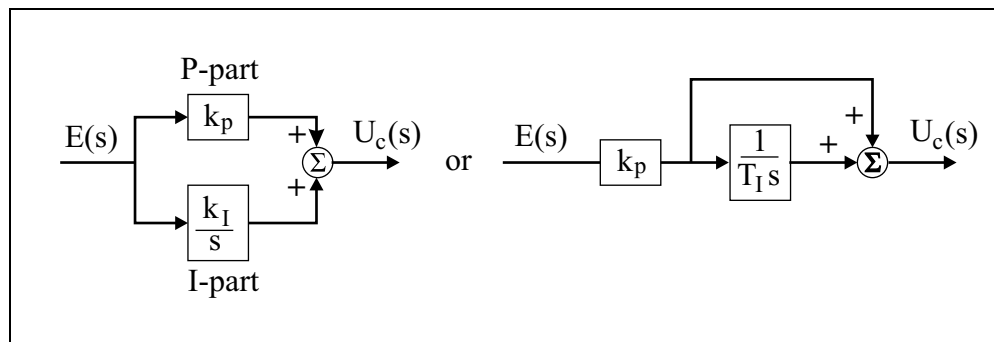 P-part
E(s)
k_p
+
U_c(s)
Σ
+
k_I
s
I-part
or
E(s)
k_p
1
T_I s
+
+
Σ
U_c(s)